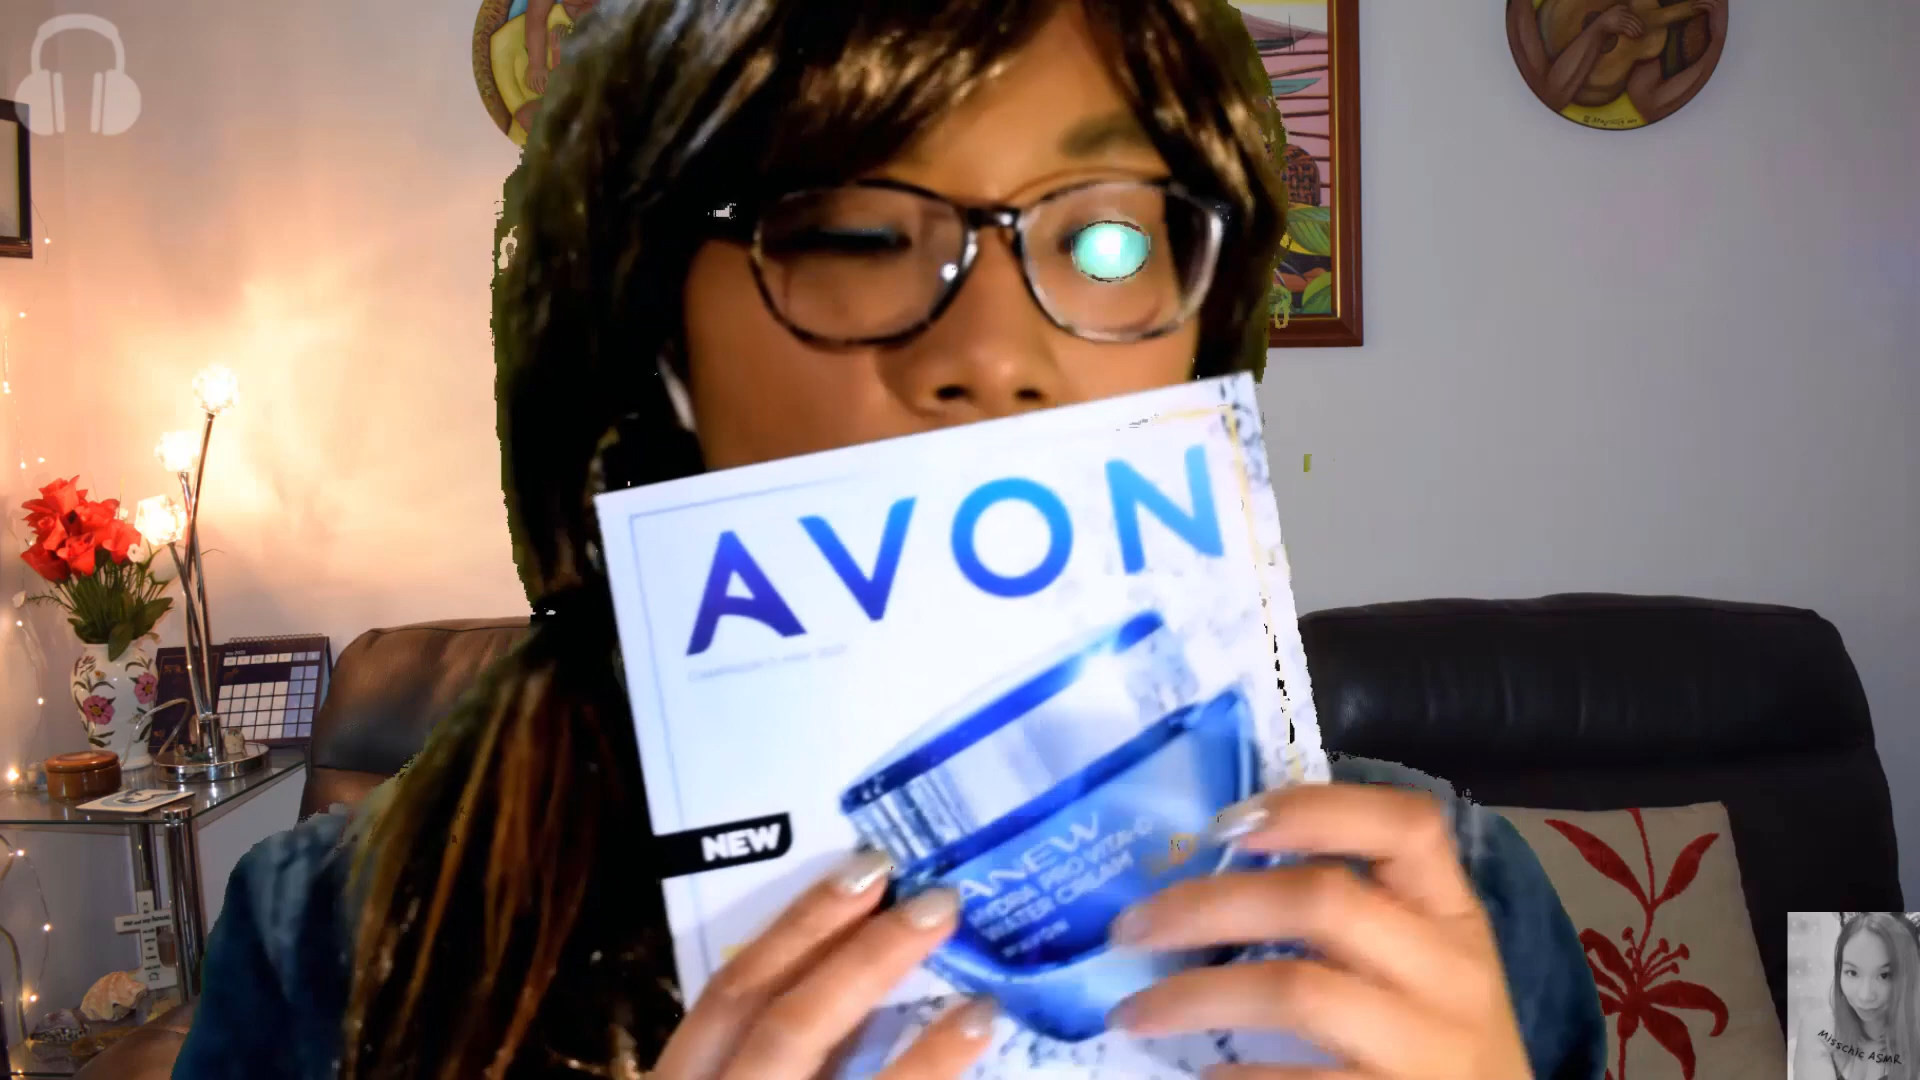 AVON
NEW
ANEW
HYDRA PRO VITA-D
WATER CREAM
Misschic ASMR